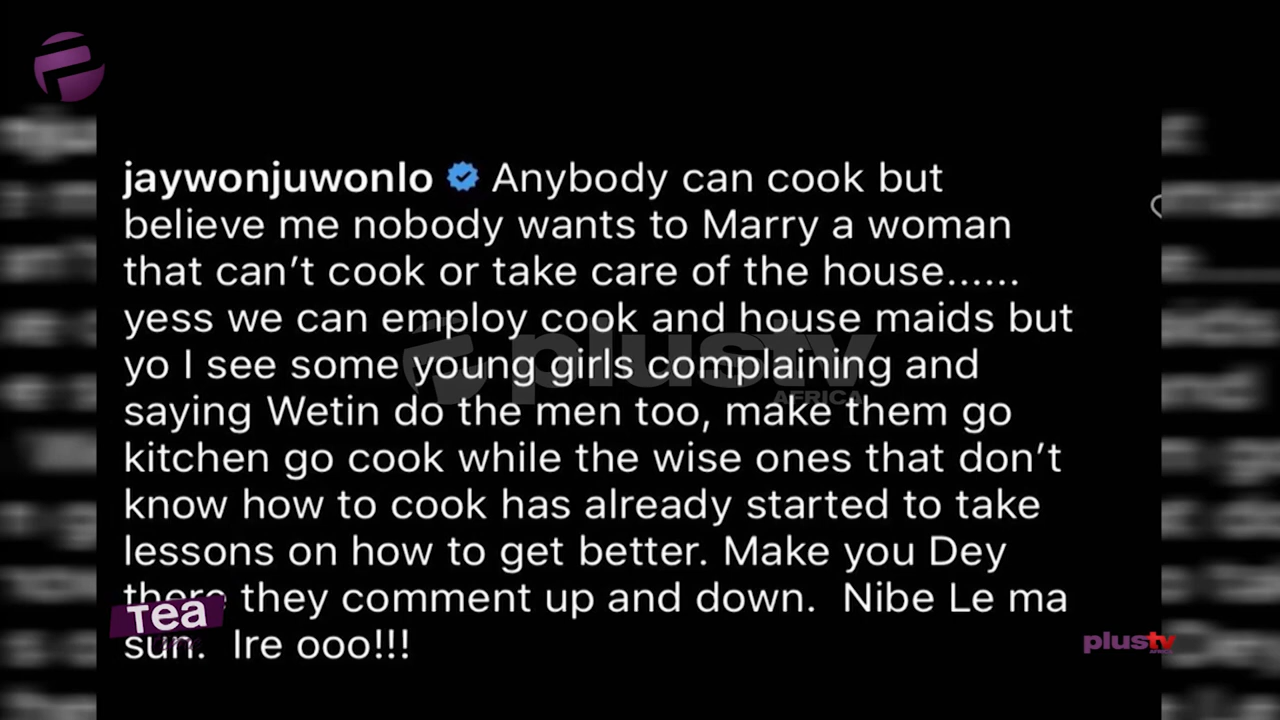 jaywonjuwonlo Anybody can cook but
believe me nobody wants to Marry a woman
that can't cook or take care of the house......
yess we can employ cook and house maids but
yo I see some young girls complaining and
saying Wetin do the men too, make them go
kitchen go cook while the wise ones that don't
know how to cook has already started to take
lessons on how to get better. Make you Dey
there they comment up and down. Nibe Le ma
sun. Ire ooo!!!
plustv
AFRICA
Tea
plustv
AFRICA